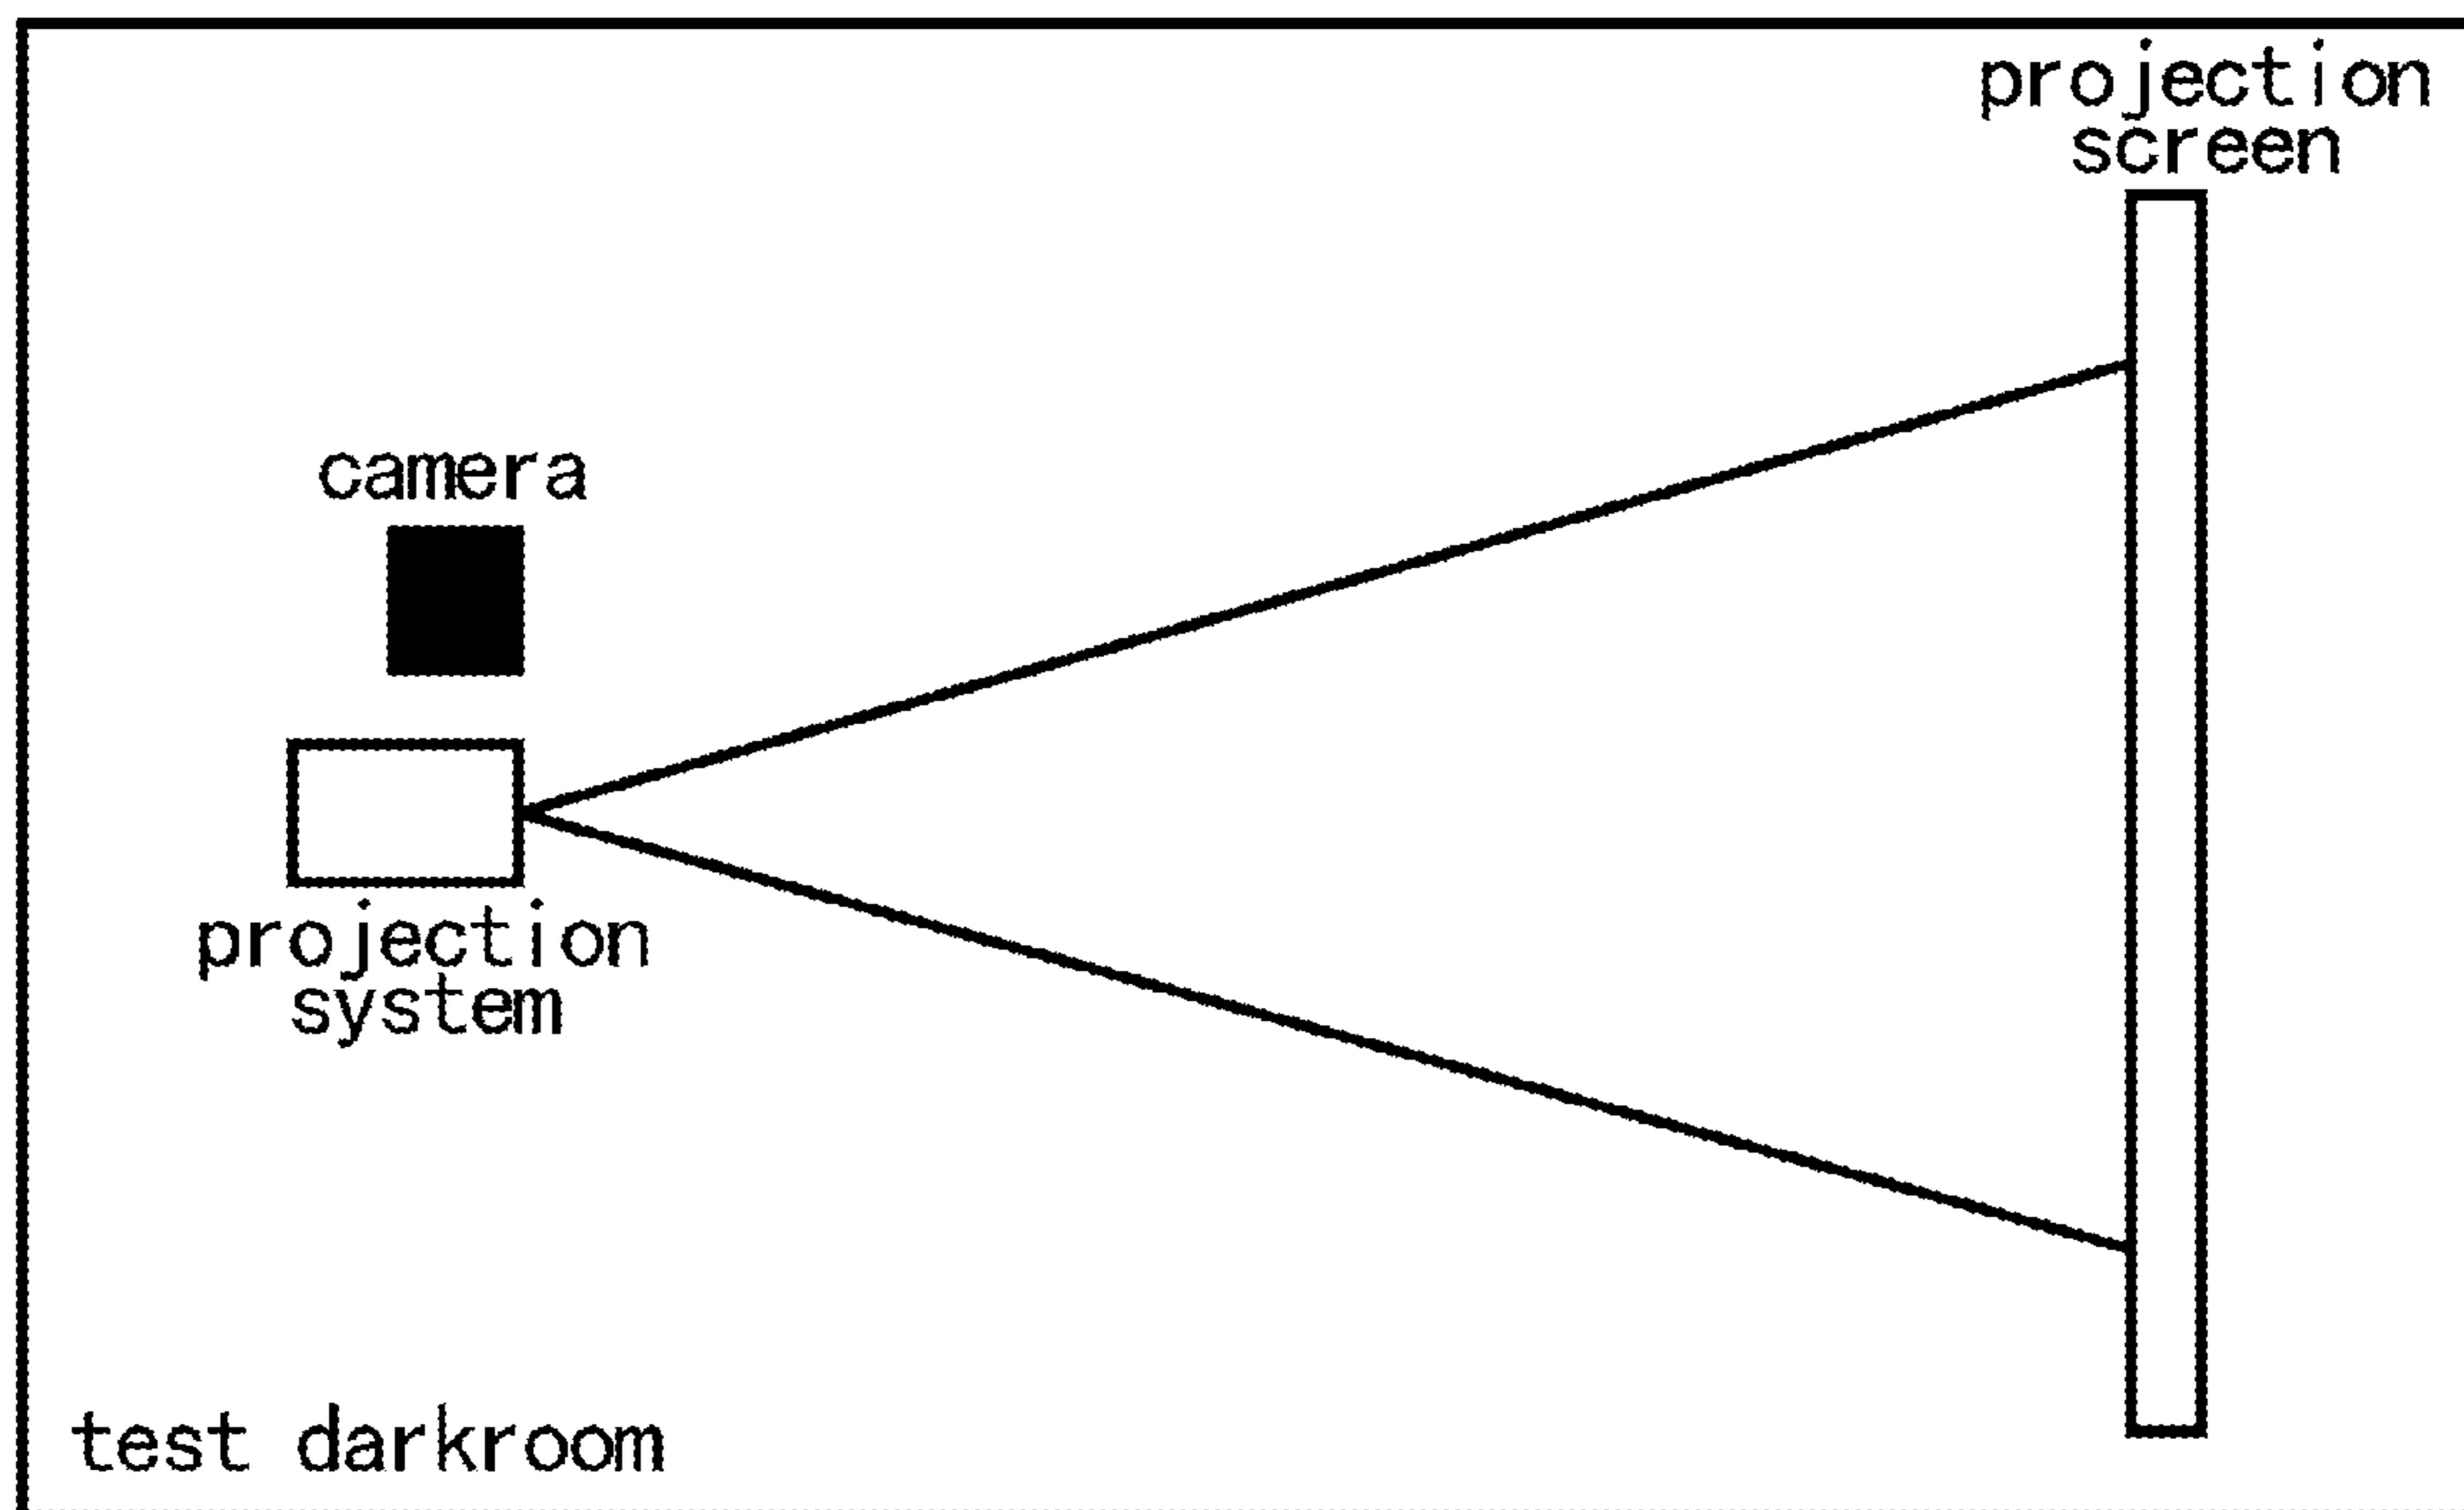 projection
screen
camera
projection
system
test darkroom